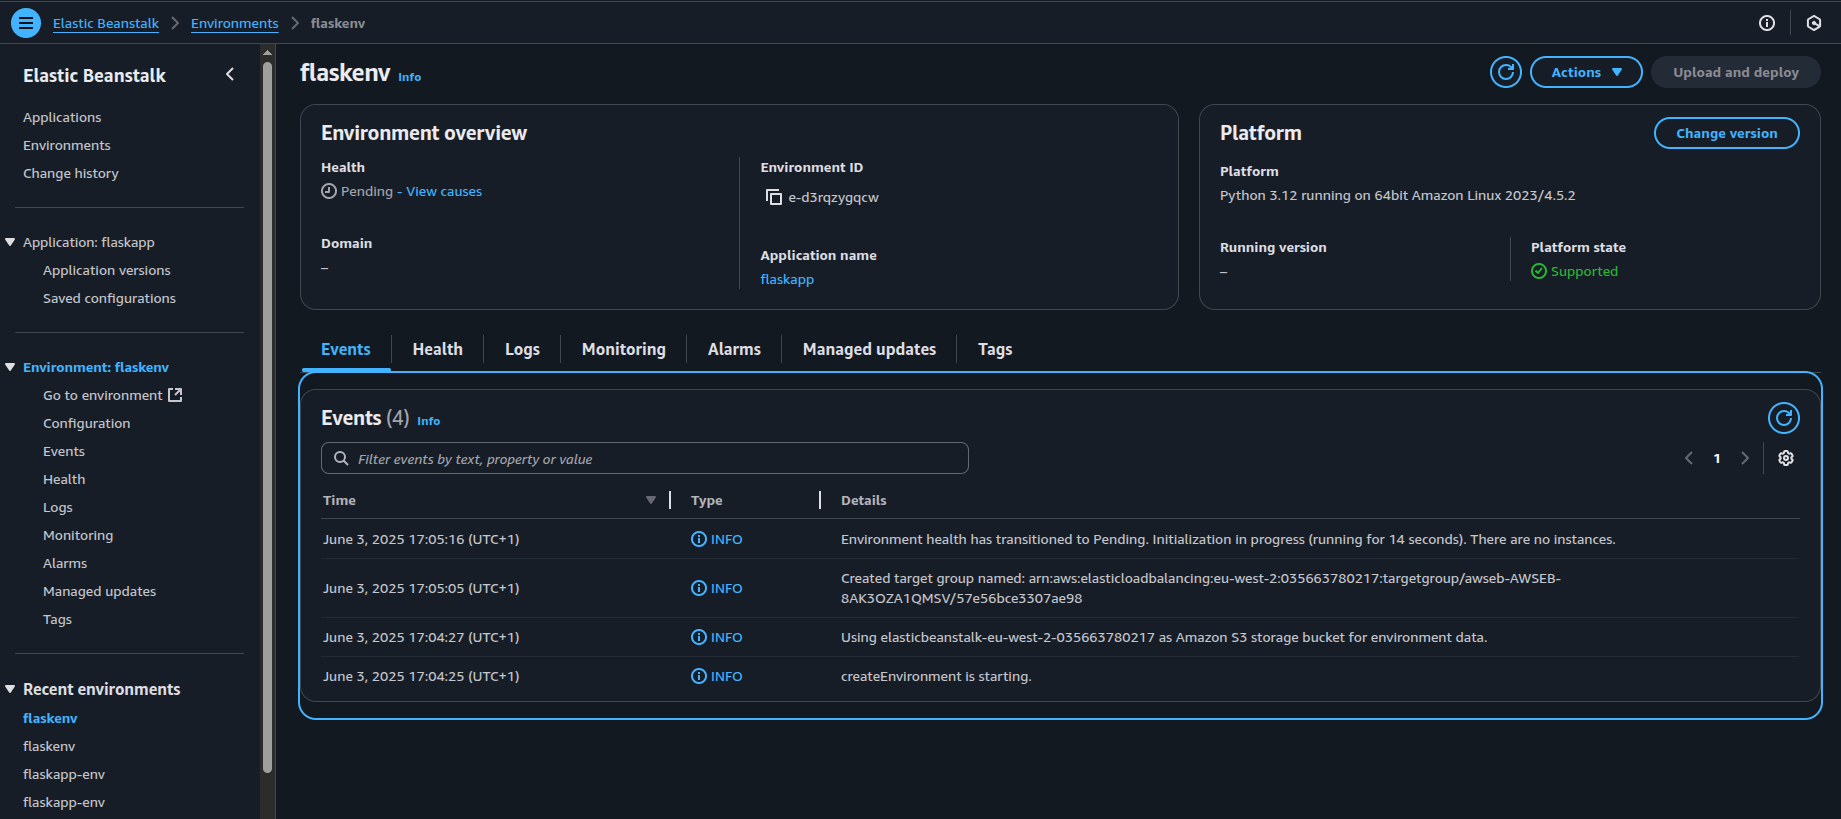 Elastic Beanstalk > Environments > flaskenv
Elastic Beanstalk
Applications
Environments
Change history
Application: flaskapp
Application versions
Saved configurations
Environment: flaskenv
Go to environment
Configuration
Events
Health
Logs
Monitoring
Alarms
Managed updates
Tags
Recent environments
flaskenv
flaskenv
flaskapp-env
flaskapp-env
flaskenv Info
Actions
Upload and deploy
Environment overview
Health
Pending - View causes
Domain
–
Environment ID
e-d3rqzygqcw
Application name
flaskapp
Platform
Change version
Platform
Python 3.12 running on 64bit Amazon Linux 2023/4.5.2
Running version
–
Platform state
Supported
Events Health Logs Monitoring Alarms Managed updates Tags
Events (4) Info
Filter events by text, property or value
1
Time Type Details
June 3, 2025 17:05:16 (UTC+1) INFO Environment health has transitioned to Pending. Initialization in progress (running for 14 seconds). There are no instances.
June 3, 2025 17:05:05 (UTC+1) INFO Created target group named: arn:aws:elasticloadbalancing:eu-west-2:035663780217:targetgroup/awseb-AWSEB-
8AK3OZA1QMSV/57e56bce3307ae98
June 3, 2025 17:04:27 (UTC+1) INFO Using elasticbeanstalk-eu-west-2-035663780217 as Amazon S3 storage bucket for environment data.
June 3, 2025 17:04:25 (UTC+1) INFO createEnvironment is starting.